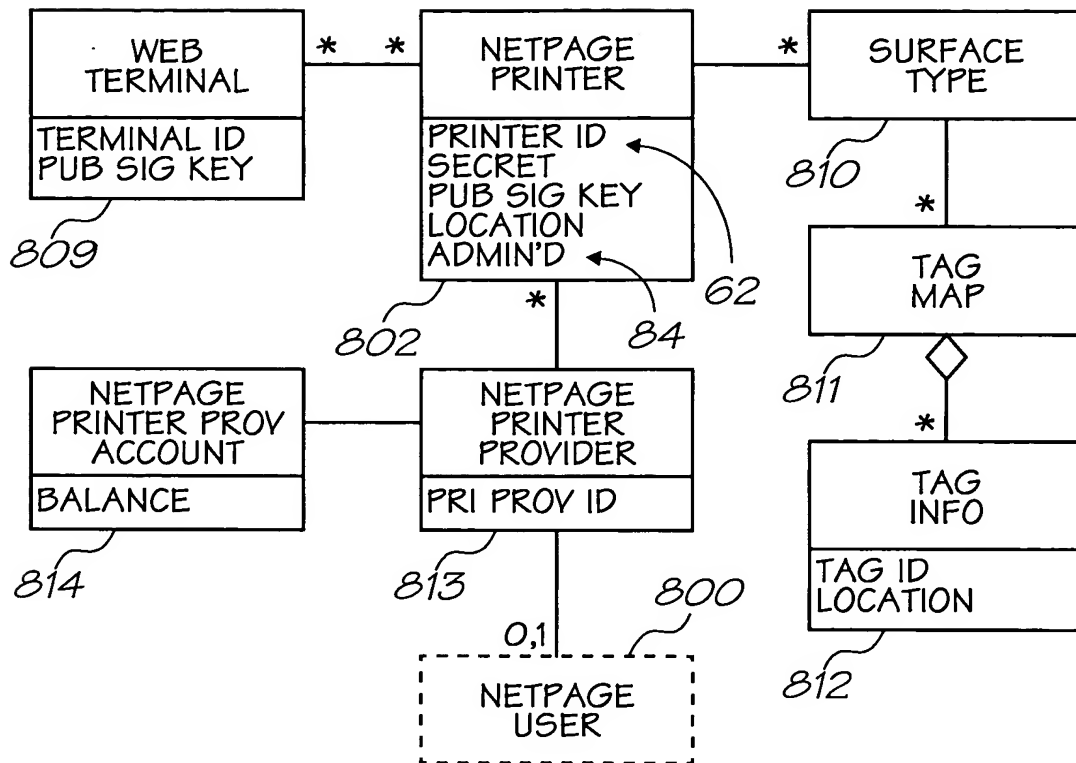 WEB
TERMINAL
TERMINAL ID
PUB SIG KEY
809
*
*
NETPAGE
PRINTER
PRINTER ID
SECRET
PUB SIG KEY
LOCATION
ADMIN'D
802
62
84
*
*
SURFACE
TYPE
810
*
TAG
MAP
811
*
TAG
INFO
TAG ID
LOCATION
812
NETPAGE
PRINTER PROV
ACCOUNT
BALANCE
814
NETPAGE
PRINTER
PROVIDER
PRI PROV ID
813
800
0,1
NETPAGE
USER